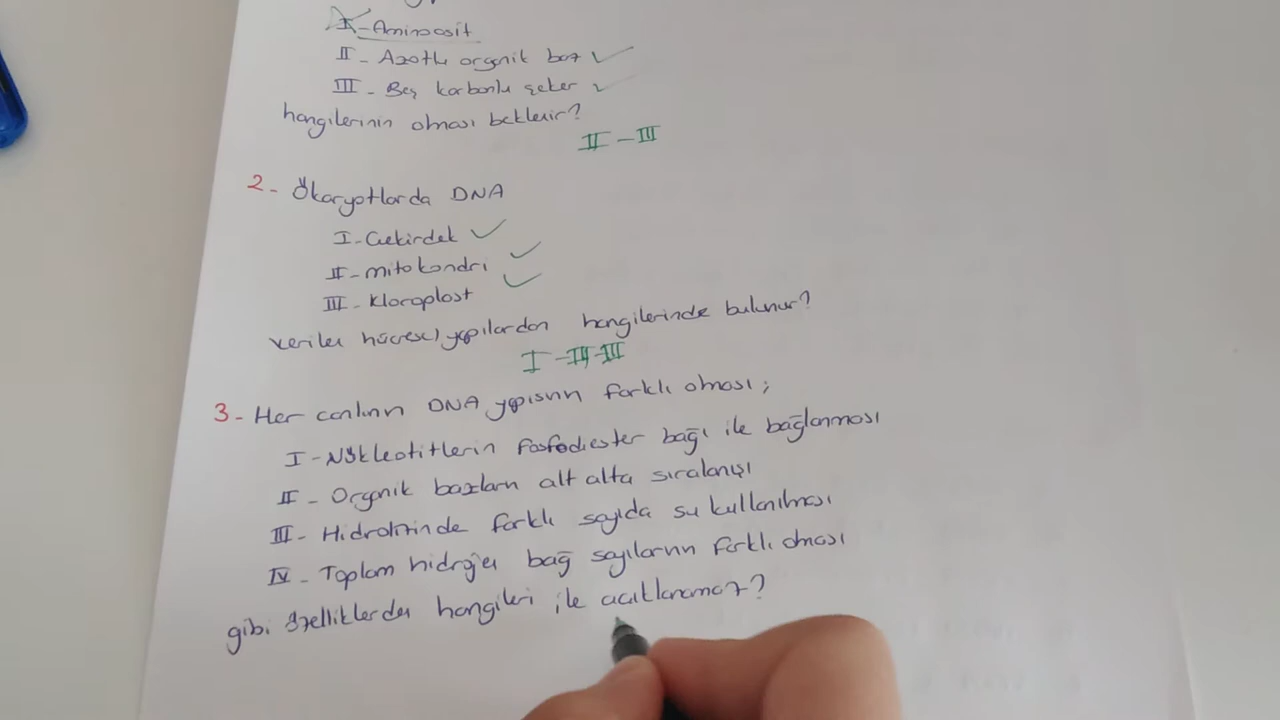 I - Aminoasit
II - Azotlu organik baz ✓
III - Beş karbonlu şeker ✓
hangilerinin olması beklenir?
II - III
2- Ökaryotlarda DNA
I - Çekirdek ✓
II - mitokondri ✓
III - kloroplast ✓
verilen hücresel yapılardan hangilerinde bulunur?
I - II - III
3- Her canlının DNA yapısının farklı olması;
I - Nükleotitlerin fosfodiester bağı ile bağlanması
II - Organik bazların alt alta sıralanışı
III - Hidrolizinde farklı sayıda su kullanılması
IV - Toplam hidrojen bağ sayılarının farklı olması
gibi özelliklerden hangileri ile açıklanamaz?